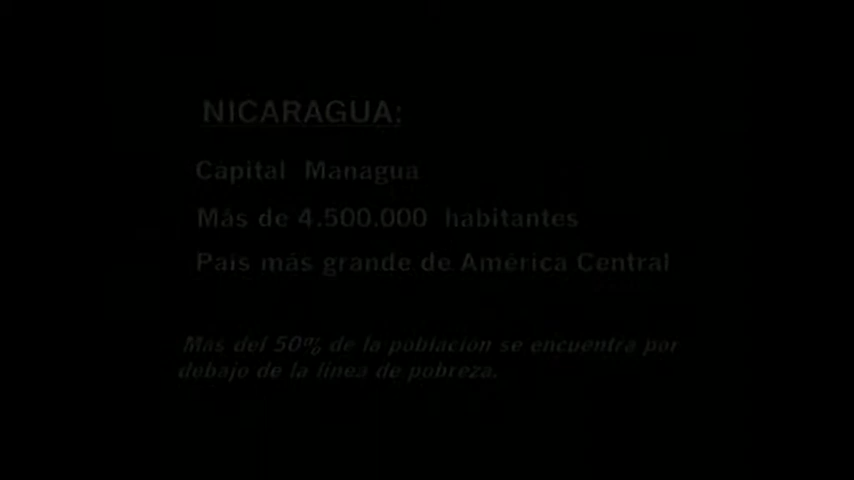 NICARAGUA:
Capital Managua
Más de 4.500.000 habitantes
País más grande de América Central
Más del 50% de la población se encuentra por
debajo de la línea de pobreza.